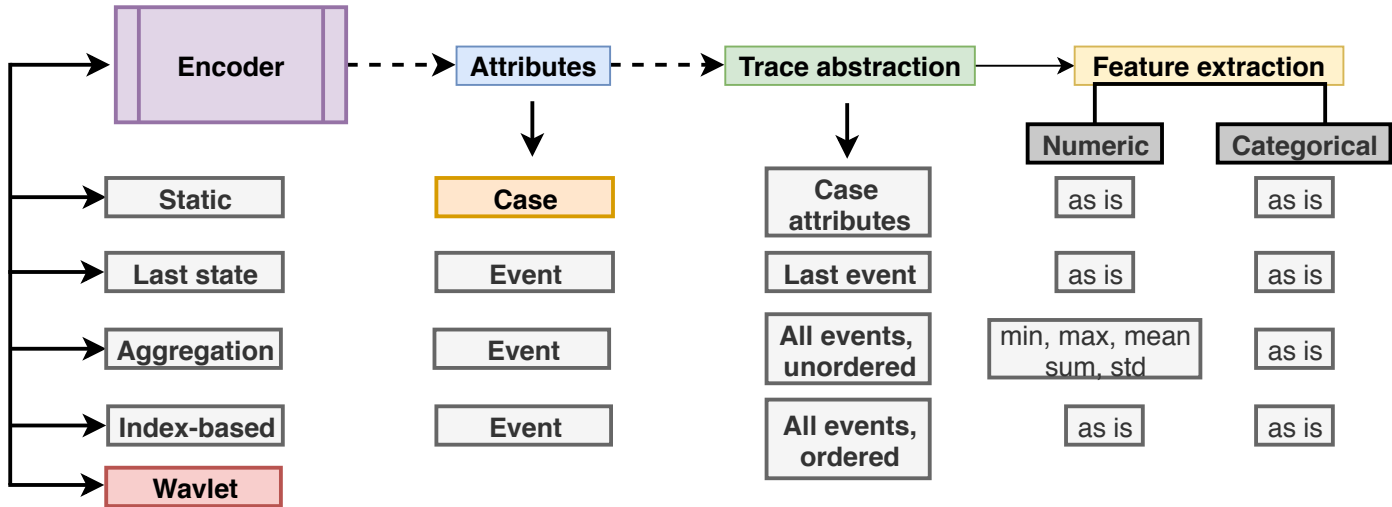 Encoder
Attributes
Trace abstraction
Feature extraction
Numeric
Categorical
Static
Case
Case
attributes
as is
as is
Last state
Event
Last event
as is
as is
Aggregation
Event
All events,
unordered
min, max, mean
sum, std
as is
Index-based
Event
All events,
ordered
as is
as is
Wavlet